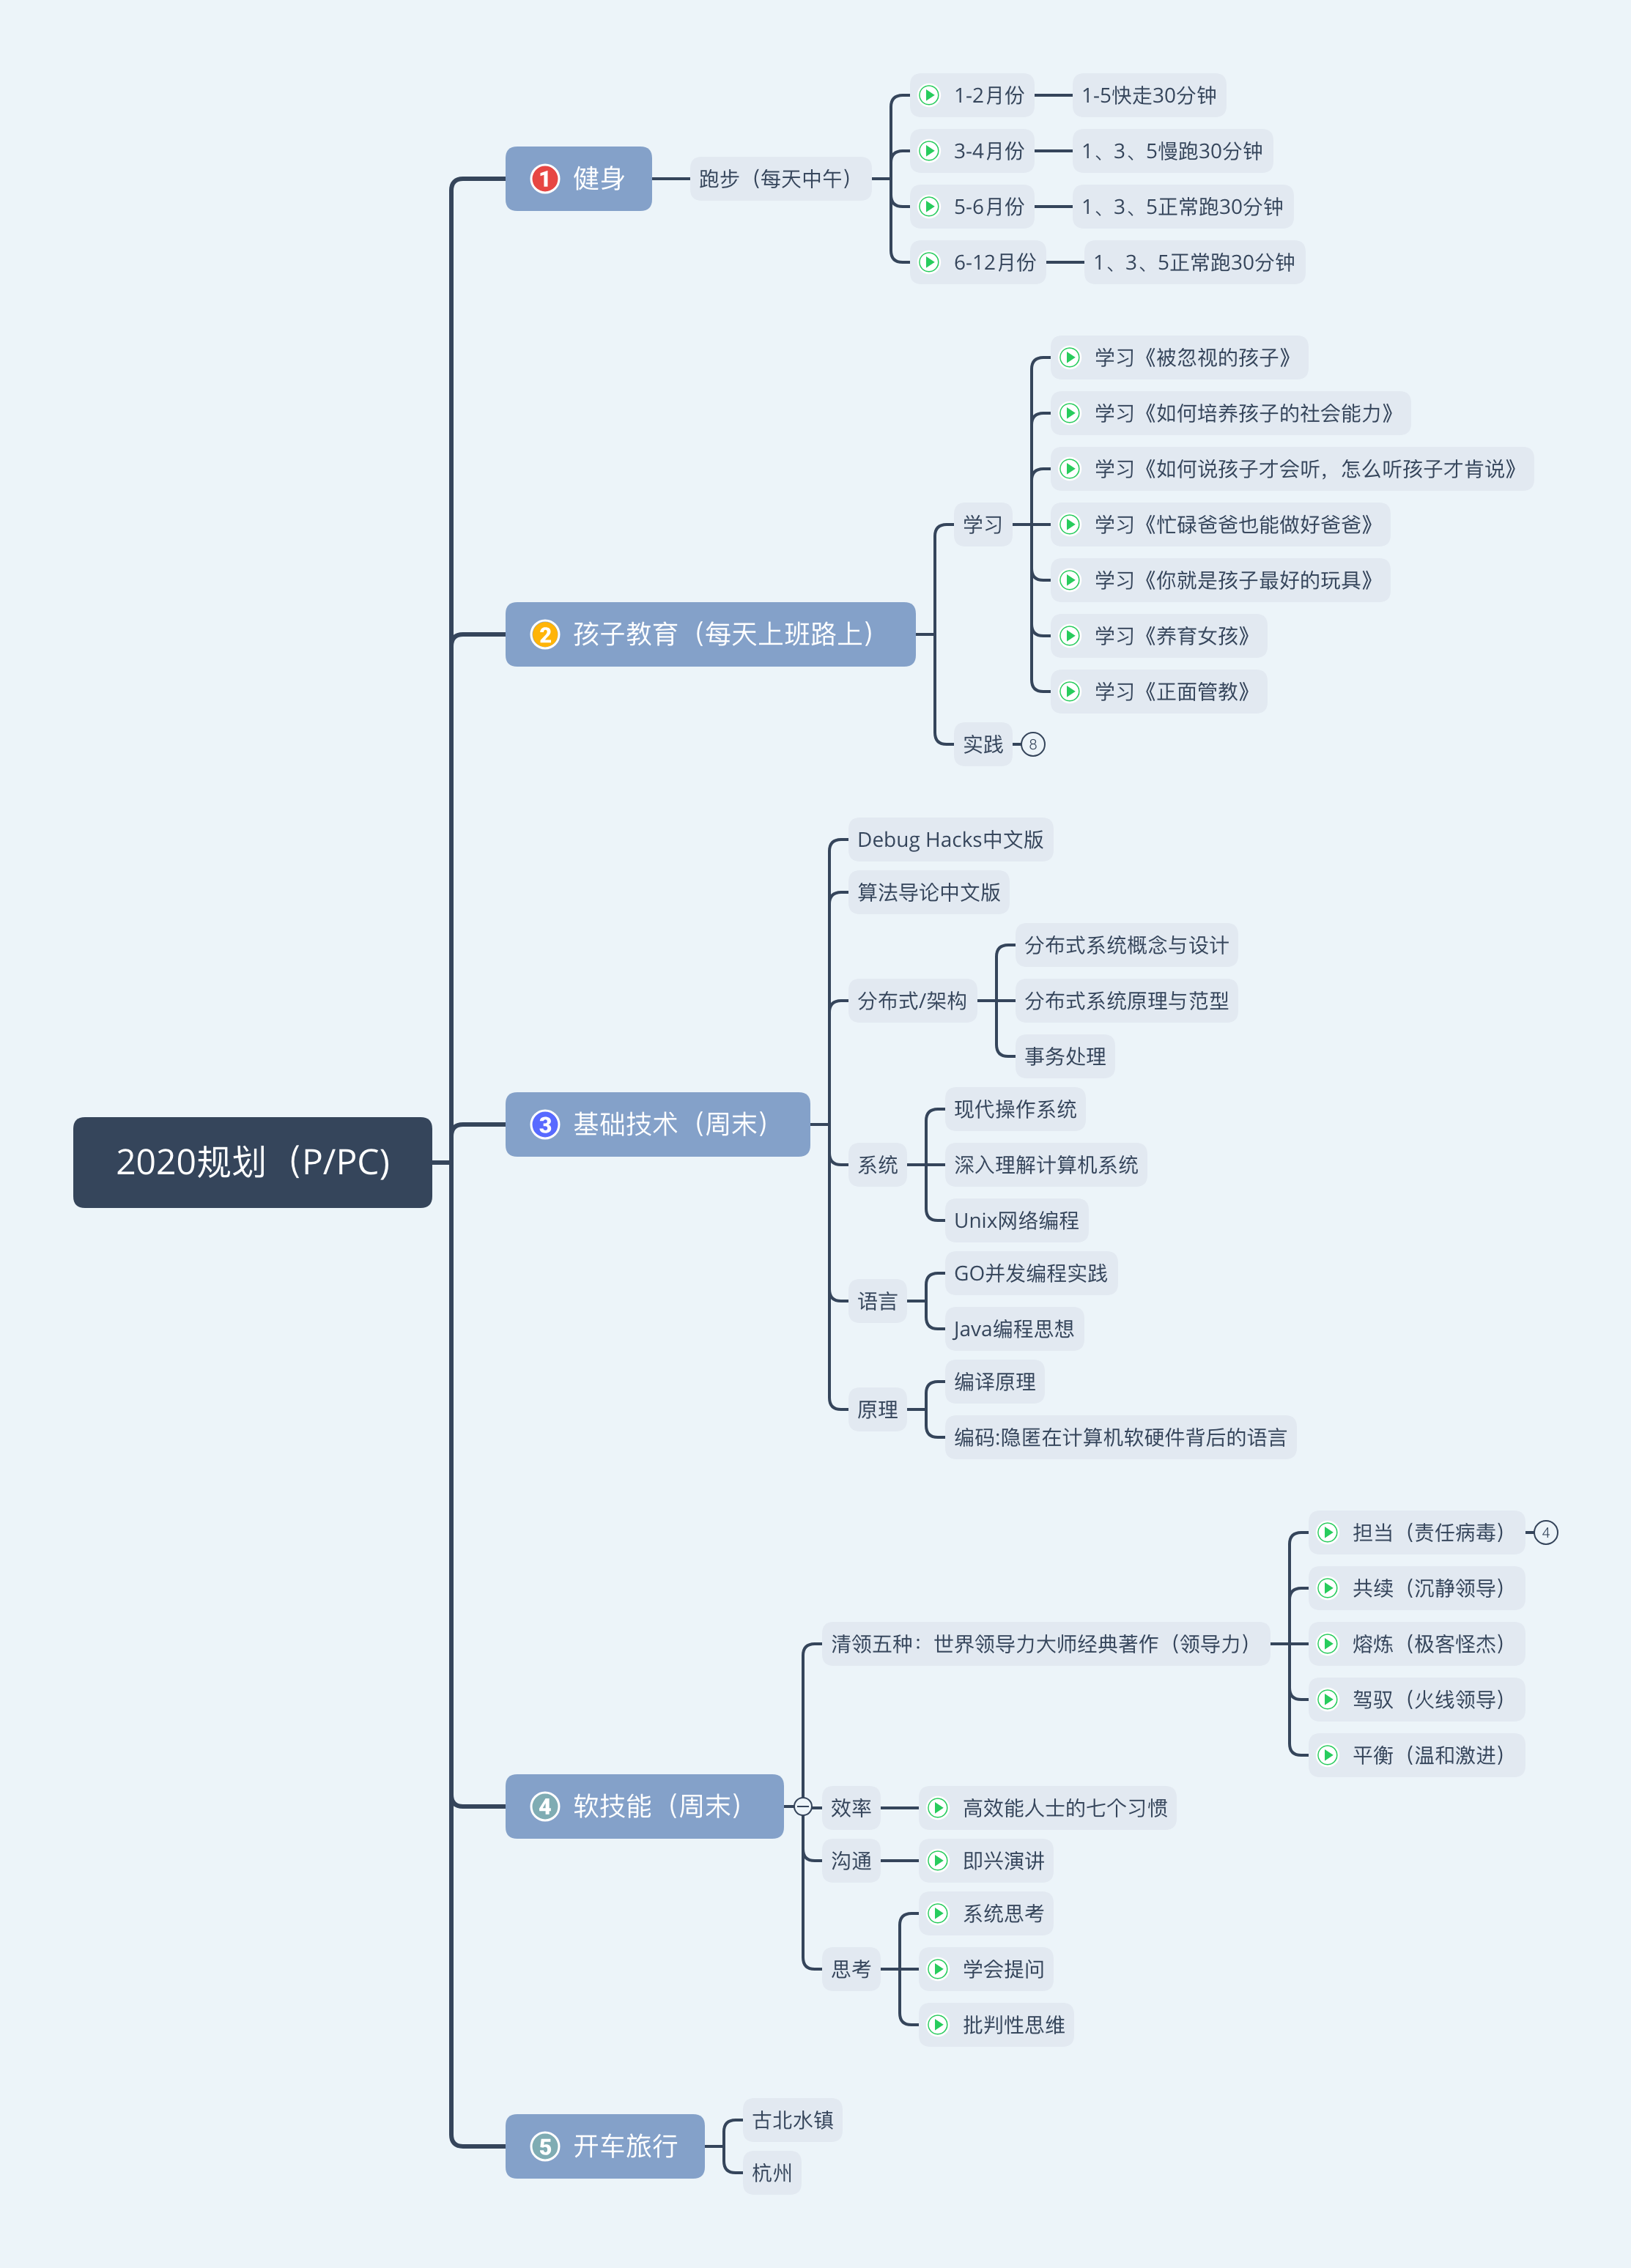 2020规划（P/PC)
1 健身
跑步（每天中午）
1-2月份
1-5快走30分钟
3-4月份
1、3、5慢跑30分钟
5-6月份
1、3、5正常跑30分钟
6-12月份
1、3、5正常跑30分钟
2 孩子教育（每天上班路上）
学习
学习《被忽视的孩子》
学习《如何培养孩子的社会能力》
学习《如何说孩子才会听，怎么听孩子才肯说》
学习《忙碌爸爸也能做好爸爸》
学习《你就是孩子最好的玩具》
学习《养育女孩》
学习《正面管教》
实践
8
3 基础技术（周末）
Debug Hacks中文版
算法导论中文版
分布式/架构
分布式系统概念与设计
分布式系统原理与范型
事务处理
系统
现代操作系统
深入理解计算机系统
Unix网络编程
语言
GO并发编程实践
Java编程思想
原理
编译原理
编码:隐匿在计算机软硬件背后的语言
4 软技能（周末）
清领五种：世界领导力大师经典著作（领导力）
担当（责任病毒）
4
共续（沉静领导）
熔炼（极客怪杰）
驾驭（火线领导）
平衡（温和激进）
效率
高效能人士的七个习惯
沟通
即兴演讲
思考
系统思考
学会提问
批判性思维
5 开车旅行
古北水镇
杭州